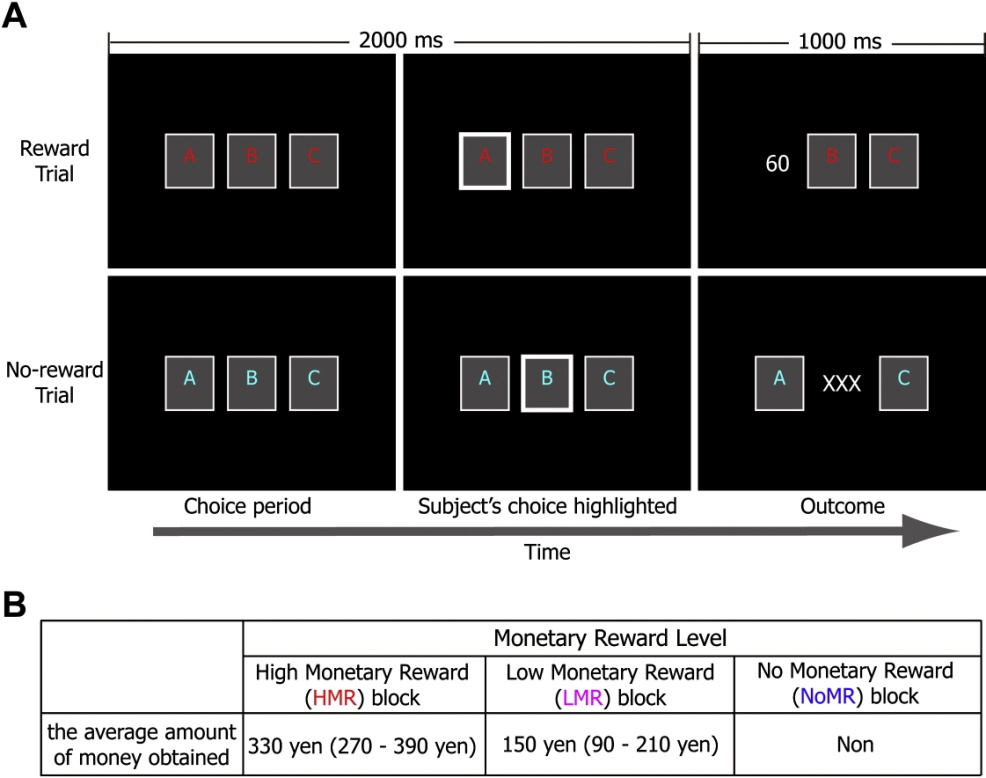 A
2000 ms
1000 ms
Reward
Trial
A B C
A B C
60 B C
No-reward
Trial
A B C
A B C
A XXX C
Choice period
Subject's choice highlighted
Outcome
Time
B
Monetary Reward Level
High Monetary Reward
(HMR) block
Low Monetary Reward
(LMR) block
No Monetary Reward
(NoMR) block
the average amount
of money obtained
330 yen (270 - 390 yen)
150 yen (90 - 210 yen)
Non